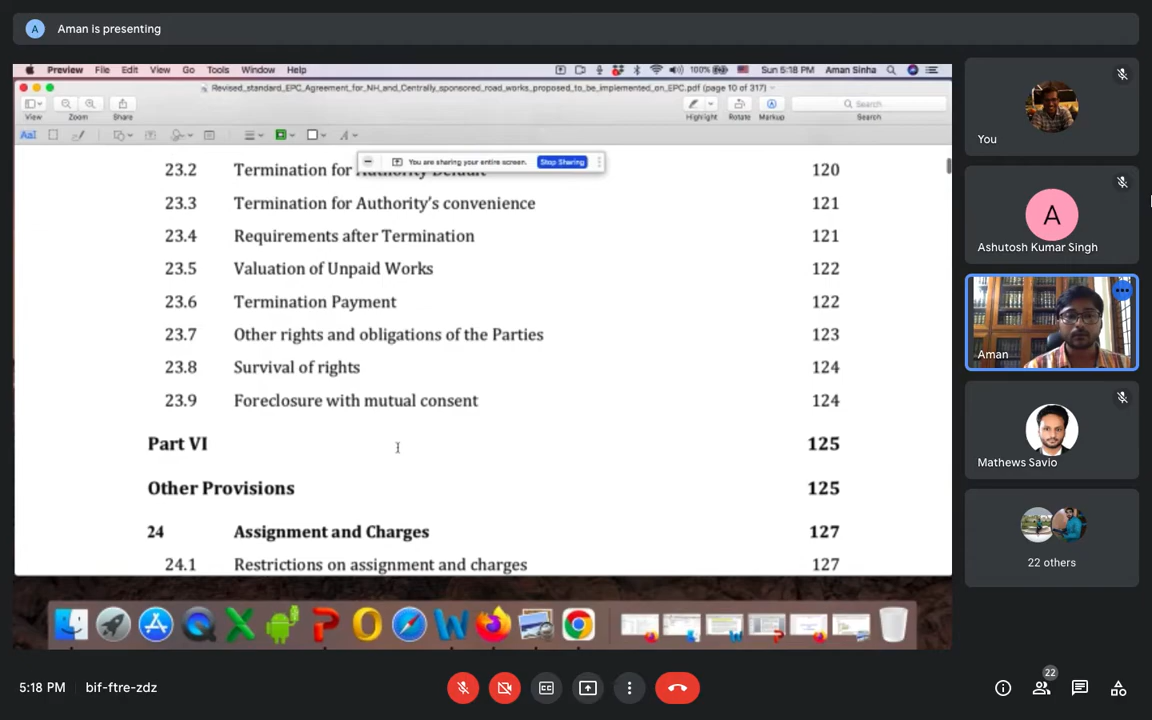 A Aman is presenting
Preview File Edit View Go Tools Window Help 100% Sun 5:18 PM Aman Sinha
Revised_standard_EPC_Agreement_for_NH_and_Centrally_sponsored_road_works_proposed_to_be_implemented_on_EPC.pdf (page 10 of 317)
View Zoom Share Highlight Rotate Markup Search
Search
You are sharing your entire screen. Stop Sharing
23.2 Termination for Authority Default 120
23.3 Termination for Authority's convenience 121
23.4 Requirements after Termination 121
23.5 Valuation of Unpaid Works 122
23.6 Termination Payment 122
23.7 Other rights and obligations of the Parties 123
23.8 Survival of rights 124
23.9 Foreclosure with mutual consent 124
Part VI 125
Other Provisions 125
24 Assignment and Charges 127
24.1 Restrictions on assignment and charges 127
You
A
Ashutosh Kumar Singh
Aman
Mathews Savio
22 others
5:18 PM bif-ftre-zdz
22